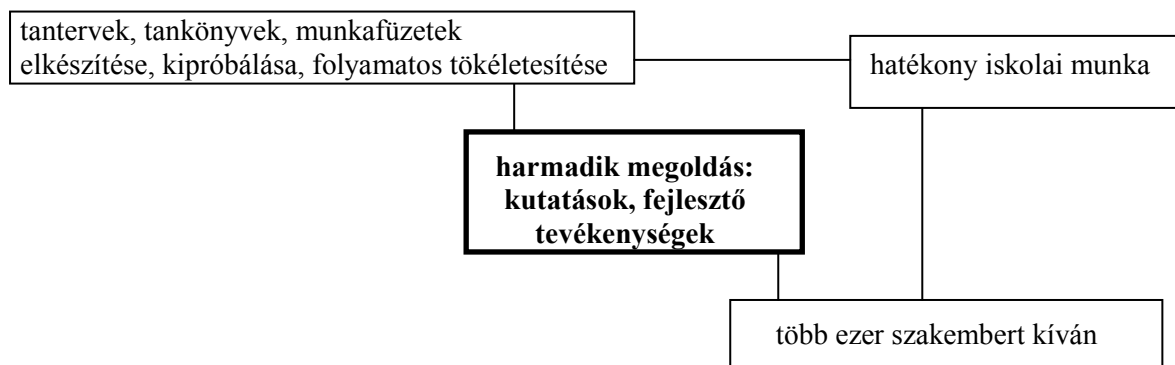 tantervek, tankönyvek, munkafüzetek
elkészítése, kipróbálása, folyamatos tökéletesítése
hatékony iskolai munka
harmadik megoldás:
kutatások, fejlesztő
tevékenységek
több ezer szakembert kíván